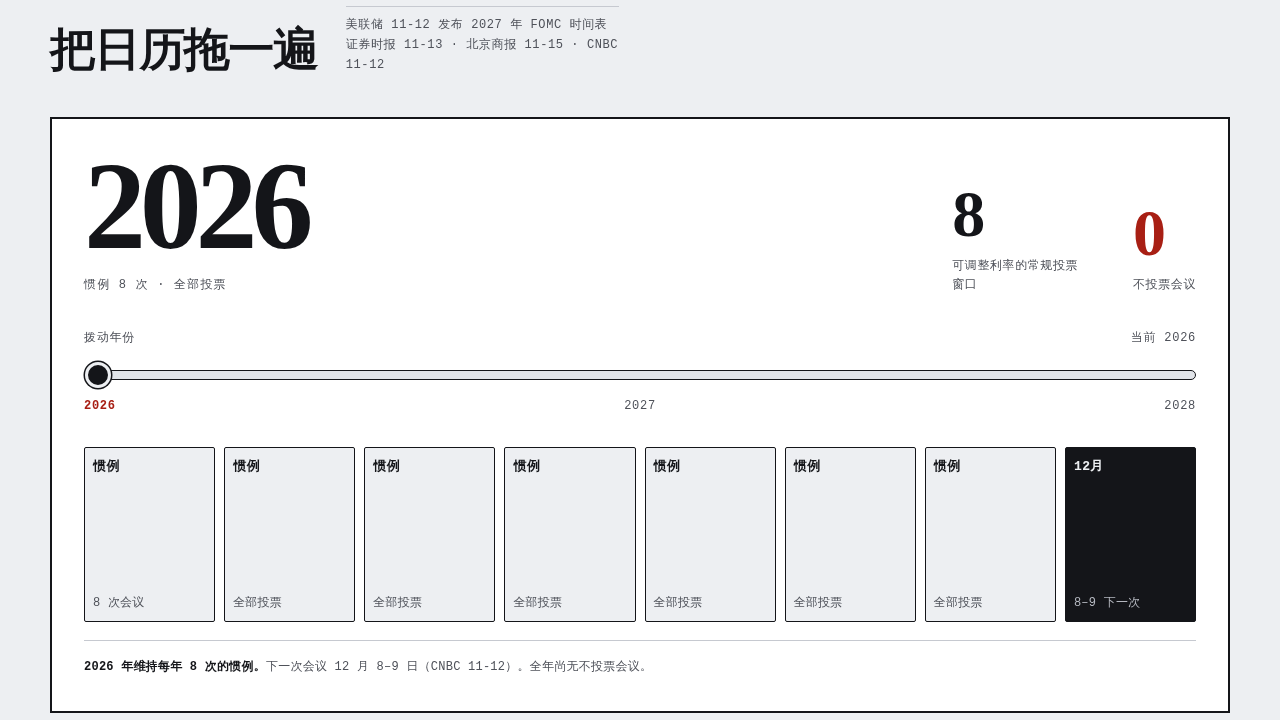 把日历拖一遍
美联储 11-12 发布 2027 年 FOMC 时间表
证券时报 11-13 · 北京商报 11-15 · CNBC
11-12
2026
惯例 8 次 · 全部投票
8
可调整利率的常规投票
窗口
0
不投票会议
拨动年份
当前 2026
2026
2027
2028
惯例
8 次会议
惯例
全部投票
惯例
全部投票
惯例
全部投票
惯例
全部投票
惯例
全部投票
惯例
全部投票
12月
8–9 下一次
2026 年维持每年 8 次的惯例。下一次会议 12 月 8–9 日（CNBC 11-12）。全年尚无不投票会议。